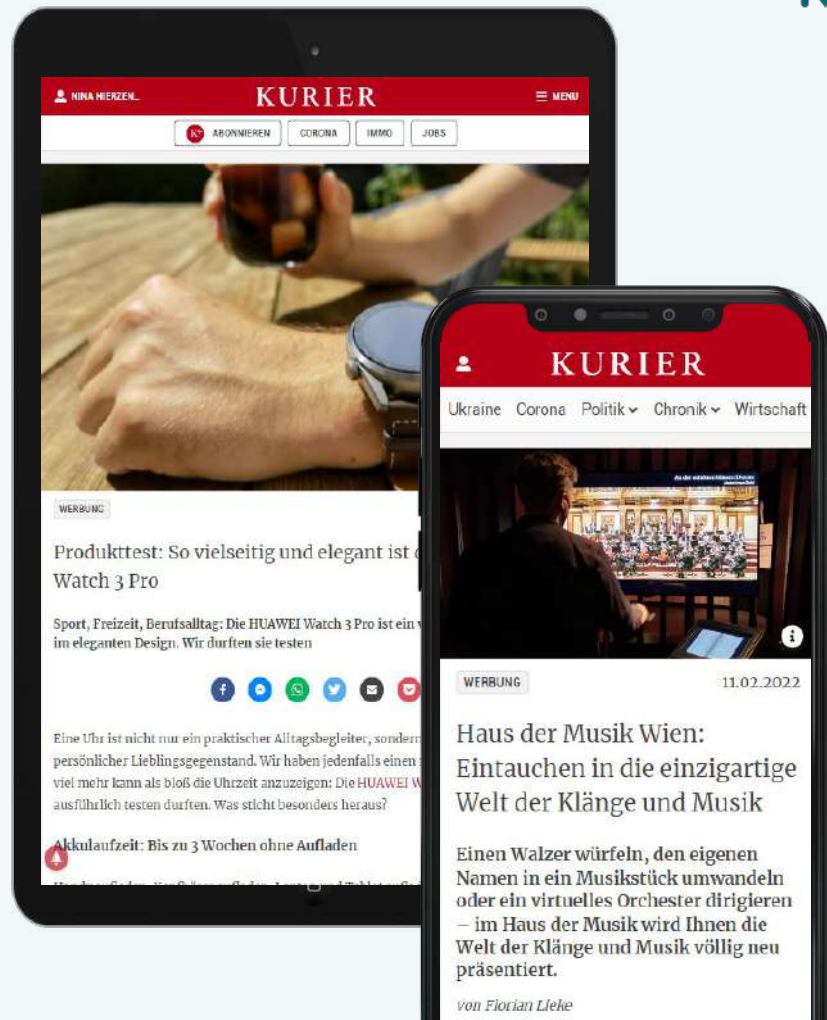 NINA HIERZEN...
KURIER
MENU
K+
ABONNIEREN
CORONA
IMMO
JOBS
WERBUNG
Produkttest: So vielseitig und elegant ist
Watch 3 Pro
Sport, Freizeit, Berufsalltag: Die HUAWEI Watch 3 Pro ist ein
im eleganten Design. Wir durften sie testen
Eine Uhr ist nicht nur ein praktischer Alltagsbegleiter, sondern
persönlicher Lieblingsgegenstand. Wir haben jedenfalls einen
viel mehr kann als bloß die Uhrzeit anzuzeigen: Die HUAWEI
ausführlich testen durften. Was sticht besonders heraus?
Akkulaufzeit: Bis zu 3 Wochen ohne Aufladen
KURIER
Ukraine Corona Politik Chronik Wirtschaft
WERBUNG
11.02.2022
Haus der Musik Wien:
Eintauchen in die einzigartige
Welt der Klänge und Musik
Einen Walzer würfeln, den eigenen
Namen in ein Musikstück umwandeln
oder ein virtuelles Orchester dirigieren
– im Haus der Musik wird Ihnen die
Welt der Klänge und Musik völlig neu
präsentiert.
von Florian Lieke